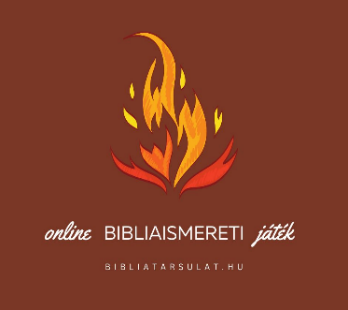 online BIBLIAISMERETI játék
BIBLIATARSULAT.HU